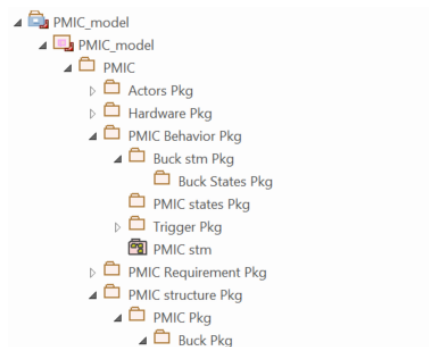 PMIC_model
PMIC_model
PMIC
Actors Pkg
Hardware Pkg
PMIC Behavior Pkg
Buck stm Pkg
Buck States Pkg
PMIC states Pkg
Trigger Pkg
PMIC stm
PMIC Requirement Pkg
PMIC structure Pkg
PMIC Pkg
Buck Pkg